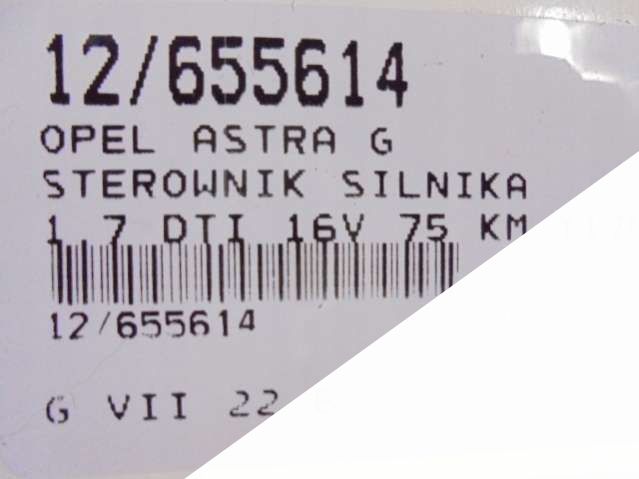 12/655614
OPEL ASTRA G
STEROWNIK SILNIKA
1.7 DTI 16V 75 KM
12/655614
G VII 22